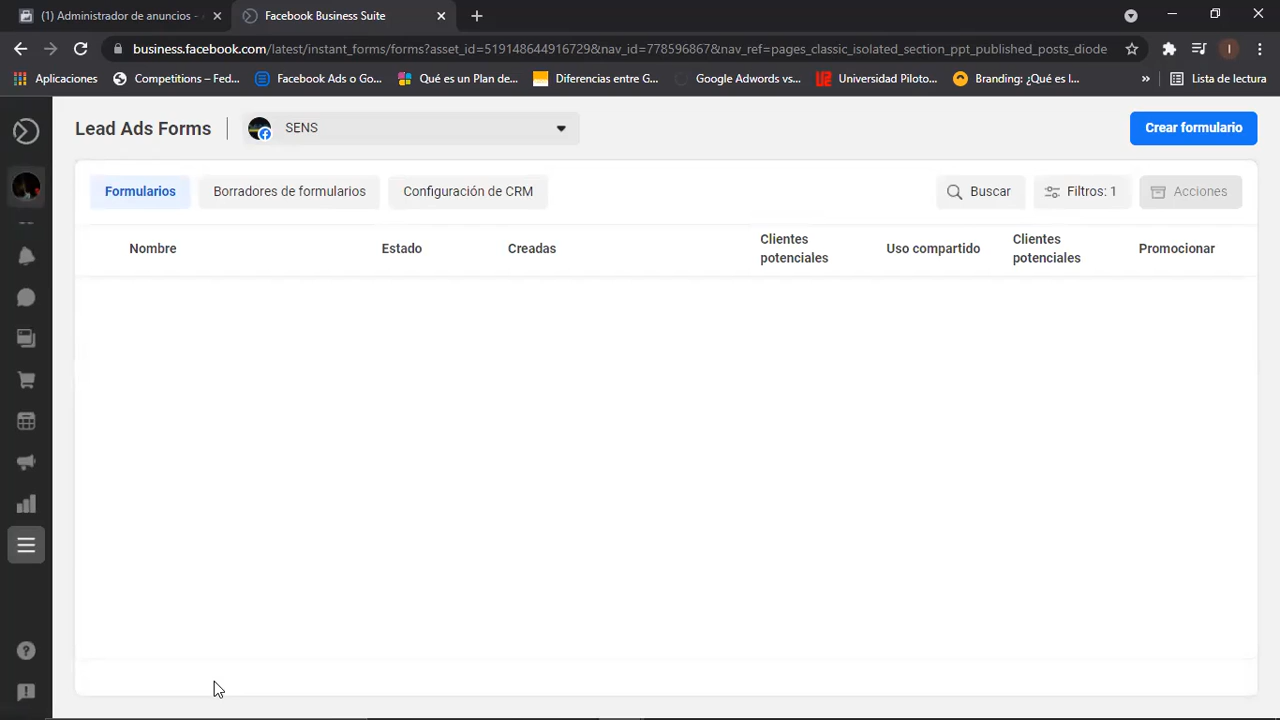 (1) Administrador de anuncios -
Facebook Business Suite
business.facebook.com/latest/instant_forms/forms?asset_id=519148644916729&nav_id=778596867&nav_ref=pages_classic_isolated_section_ppt_published_posts_diode
Aplicaciones
Competitions – Fed...
Facebook Ads o Go...
Qué es un Plan de...
Diferencias entre G...
Google Adwords vs...
Universidad Piloto...
Branding: ¿Qué es l...
»
Lista de lectura
I
Lead Ads Forms
SENS
Crear formulario
Formularios
Borradores de formularios
Configuración de CRM
Buscar
Filtros: 1
Acciones
Nombre
Estado
Creadas
Clientes
potenciales
Uso compartido
Clientes
potenciales
Promocionar